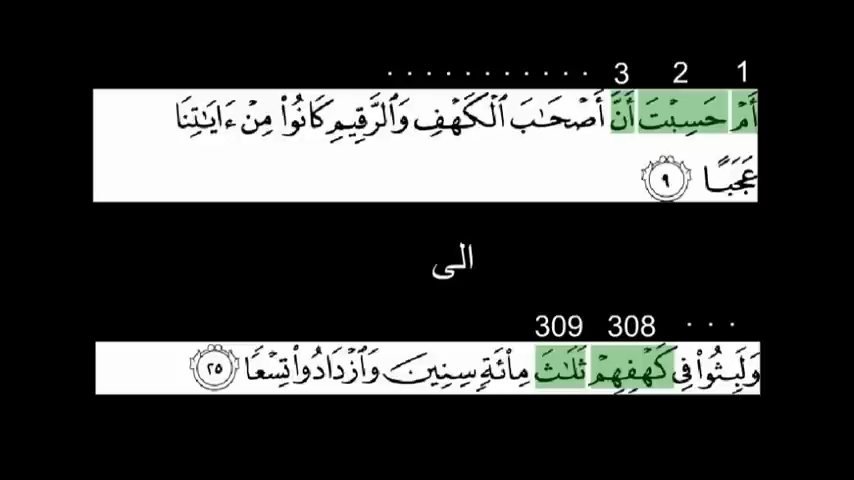 . . . . . . . . . . . 3 2 1
أَمْ حَسِبْتَ أَنَّ أَصْحَٰبَ ٱلْكَهْفِ وَٱلرَّقِيمِ كَانُوا۟ مِنْ ءَايَٰتِنَا
عَجَبًا ٩
الى
309 308 . . .
وَلَبِثُوا۟ فِى كَهْفِهِمْ ثَلَٰثَ مِا۟ئَةٍ سِنِينَ وَٱزْدَادُوا۟ تِسْعًا ٢٥